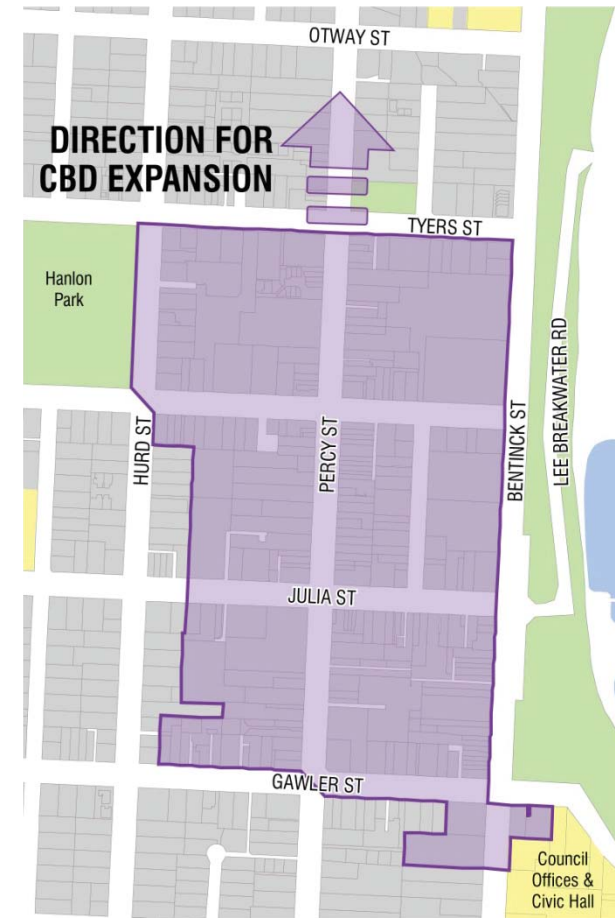 OTWAY ST
DIRECTION FOR
CBD EXPANSION
TYERS ST
Hanlon
Park
HURD ST
PERCY ST
BENTINCK ST
LEE BREAKWATER RD
JULIA ST
GAWLER ST
Council
Offices &
Civic Hall